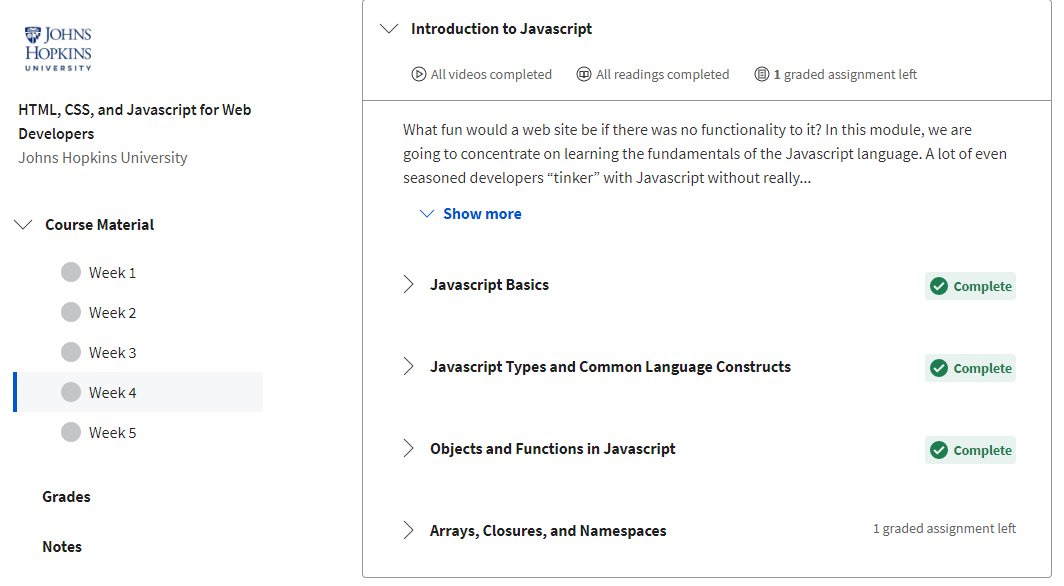 JOHNS
HOPKINS
UNIVERSITY
HTML, CSS, and Javascript for Web
Developers
Johns Hopkins University
Course Material
Week 1
Week 2
Week 3
Week 4
Week 5
Grades
Notes
Introduction to Javascript
All videos completed All readings completed 1 graded assignment left
What fun would a web site be if there was no functionality to it? In this module, we are
going to concentrate on learning the fundamentals of the Javascript language. A lot of even
seasoned developers “tinker” with Javascript without really...
Show more
Javascript Basics Complete
Javascript Types and Common Language Constructs Complete
Objects and Functions in Javascript Complete
Arrays, Closures, and Namespaces 1 graded assignment left